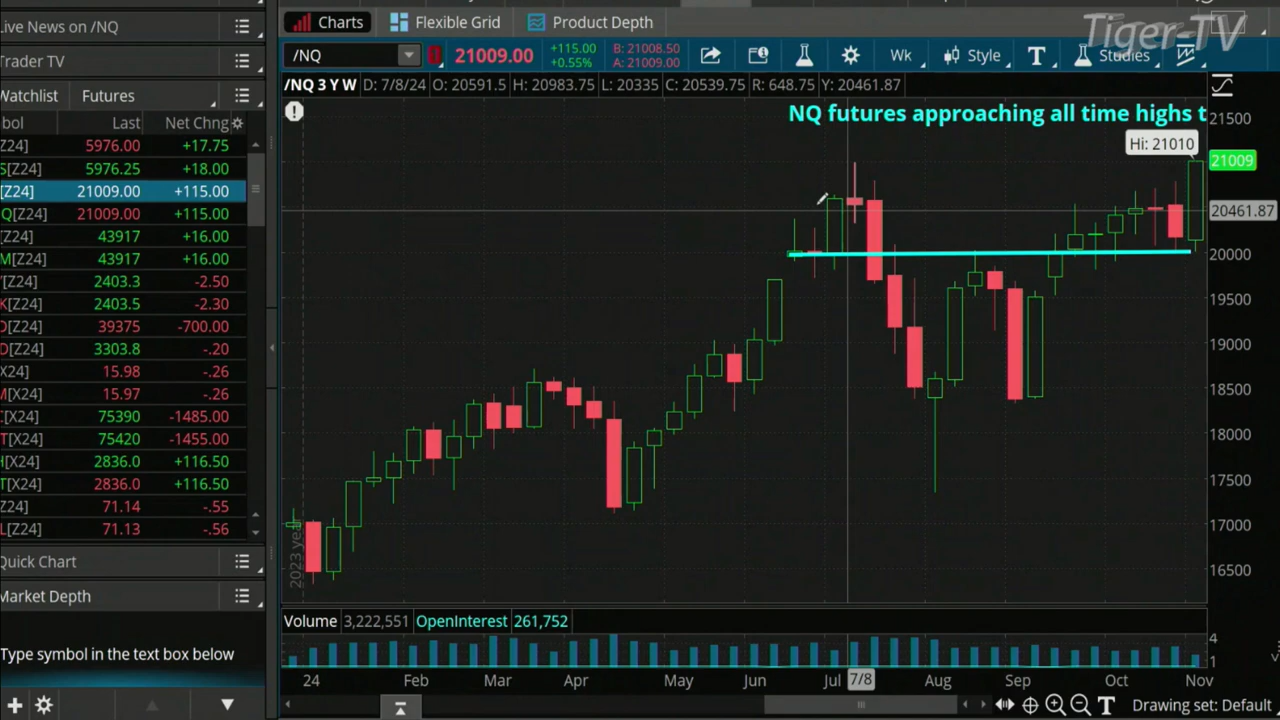 Live News on /NQ
Trader TV
Watchlist Futures
bol Last Net Chng
Z24] 5976.00 +17.75
S[Z24] 5976.25 +18.00
[Z24] 21009.00 +115.00
Q[Z24] 21009.00 +115.00
[Z24] 43917 +16.00
M[Z24] 43917 +16.00
[Z24] 2403.3 -2.50
K[Z24] 2403.5 -2.30
D[Z24] 39375 -700.00
D[Z24] 3303.8 -.20
X24] 15.98 -.26
M[X24] 15.97 -.26
[X24] 75390 -1485.00
T[X24] 75420 -1455.00
[X24] 2836.0 +116.50
T[X24] 2836.0 +116.50
Z24] 71.14 -.55
L[Z24] 71.13 -.56
Quick Chart
Market Depth
Type symbol in the text box below
Charts Flexible Grid Product Depth
Tiger-TV
/NQ 21009.00 +115.00 +0.55% B: 21008.50 A: 21009.00 Wk Style T Studies
/NQ 3 Y W D: 7/8/24 O: 20591.5 H: 20983.75 L: 20335 C: 20539.75 R: 648.75 Y: 20461.87
NQ futures approaching all time highs t
Hi: 21010
21500
21009
20461.87
20000
19500
19000
18500
18000
17500
17000
16500
2023 year
Volume 3,222,551 OpenInterest 261,752
4
1
24 Feb Mar Apr May Jun Jul 7/8 Aug Sep Oct Nov
T Drawing set: Default